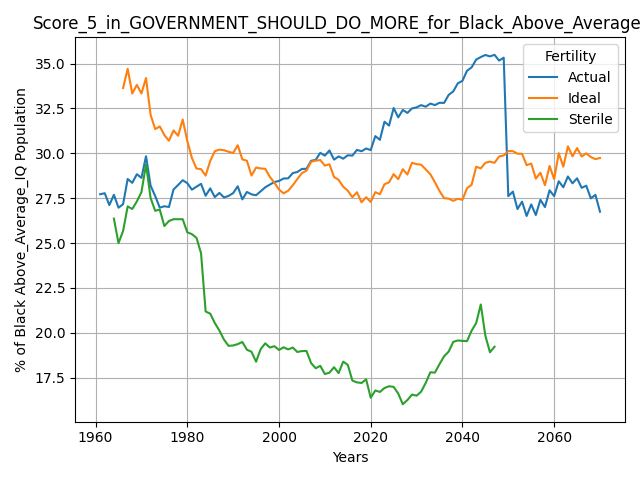 Score_5_in_GOVERNMENT_SHOULD_DO_MORE_for_Black_Above_Average
% of Black Above_Average_IQ Population
35.0
32.5
30.0
27.5
25.0
22.5
20.0
17.5
Fertility
Actual
Ideal
Sterile
1960 1980 2000 2020 2040 2060
Years